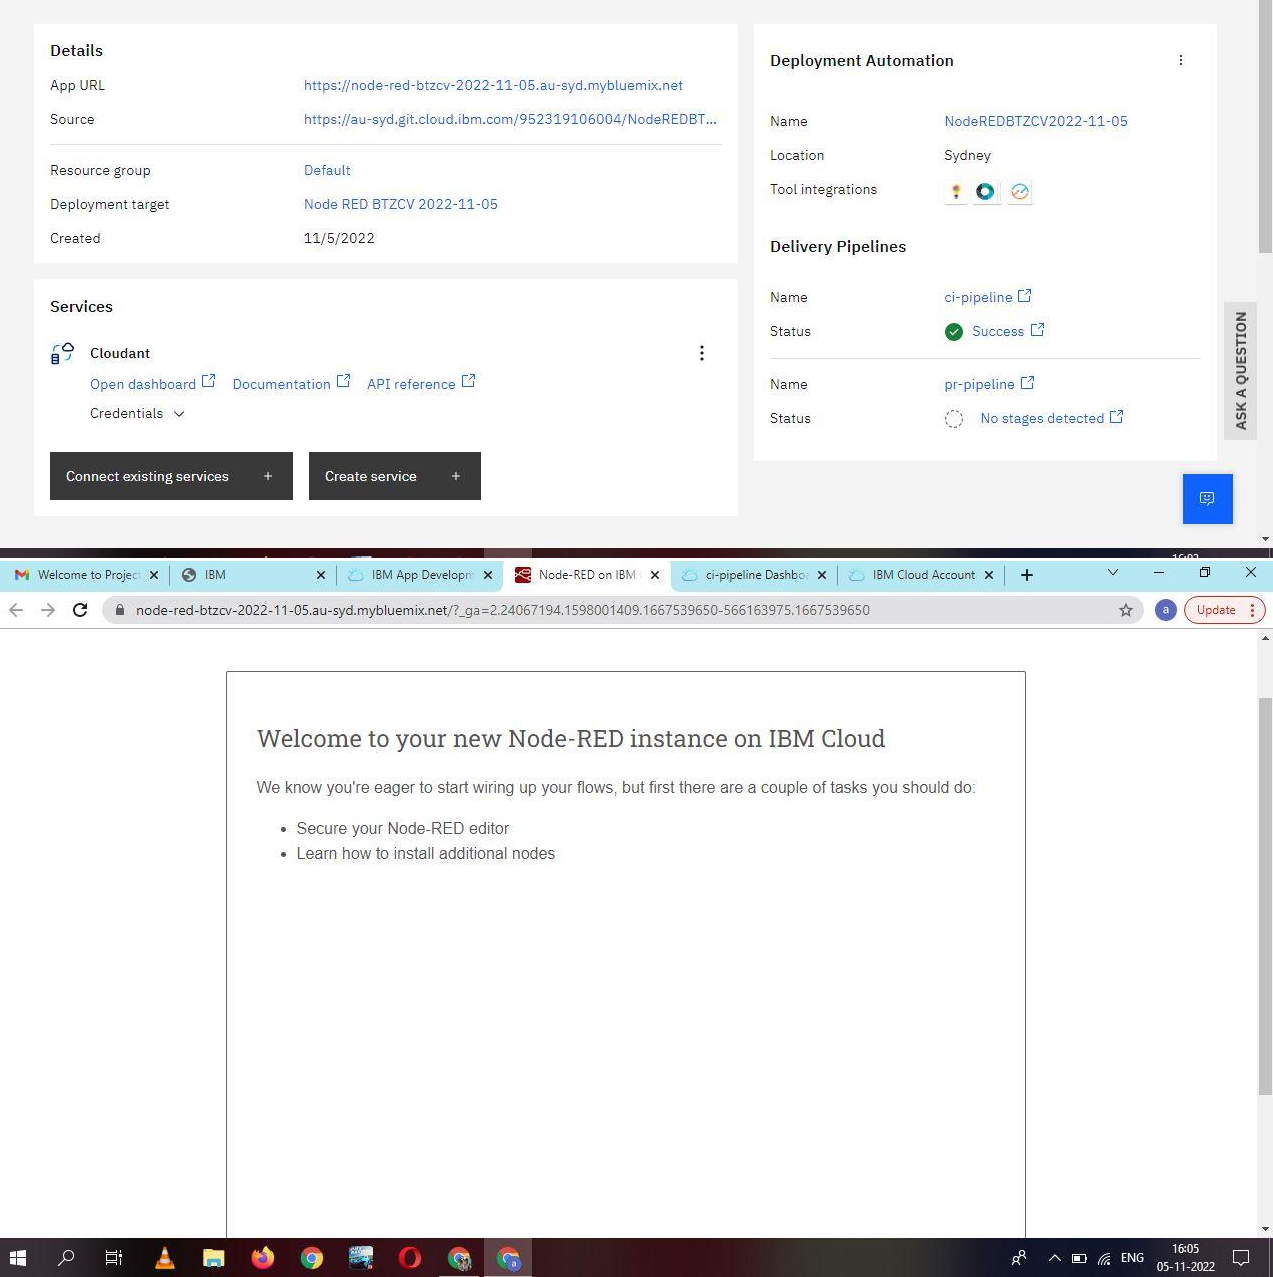 Details
App URL https://node-red-btzcv-2022-11-05.au-syd.mybluemix.net
Source https://au-syd.git.cloud.ibm.com/952319106004/NodeREDBT...
Resource group Default
Deployment target Node RED BTZCV 2022-11-05
Created 11/5/2022
Services
Cloudant
Open dashboard Documentation API reference
Credentials
Connect existing services + Create service +
Deployment Automation
Name NodeREDBTZCV2022-11-05
Location Sydney
Tool integrations
Delivery Pipelines
Name ci-pipeline
Status Success
Name pr-pipeline
Status No stages detected
ASK A QUESTION
Welcome to Projec IBM IBM App Developm Node-RED on IBM ci-pipeline Dashbo IBM Cloud Account
node-red-btzcv-2022-11-05.au-syd.mybluemix.net/?_ga=2.24067194.1598001409.1667539650-566163975.1667539650 a Update
Welcome to your new Node-RED instance on IBM Cloud
We know you're eager to start wiring up your flows, but first there are a couple of tasks you should do:
• Secure your Node-RED editor
• Learn how to install additional nodes
ENG 16:05
05-11-2022